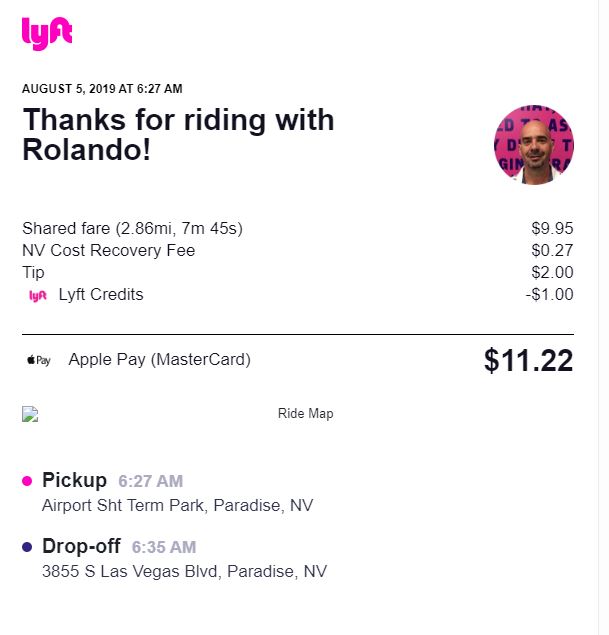 lyft
AUGUST 5, 2019 AT 6:27 AM
Thanks for riding with
Rolando!
Shared fare (2.86mi, 7m 45s) $9.95
NV Cost Recovery Fee $0.27
Tip $2.00
lyft Lyft Credits -$1.00
Pay Apple Pay (MasterCard) $11.22
Ride Map
Pickup 6:27 AM
Airport Sht Term Park, Paradise, NV
Drop-off 6:35 AM
3855 S Las Vegas Blvd, Paradise, NV